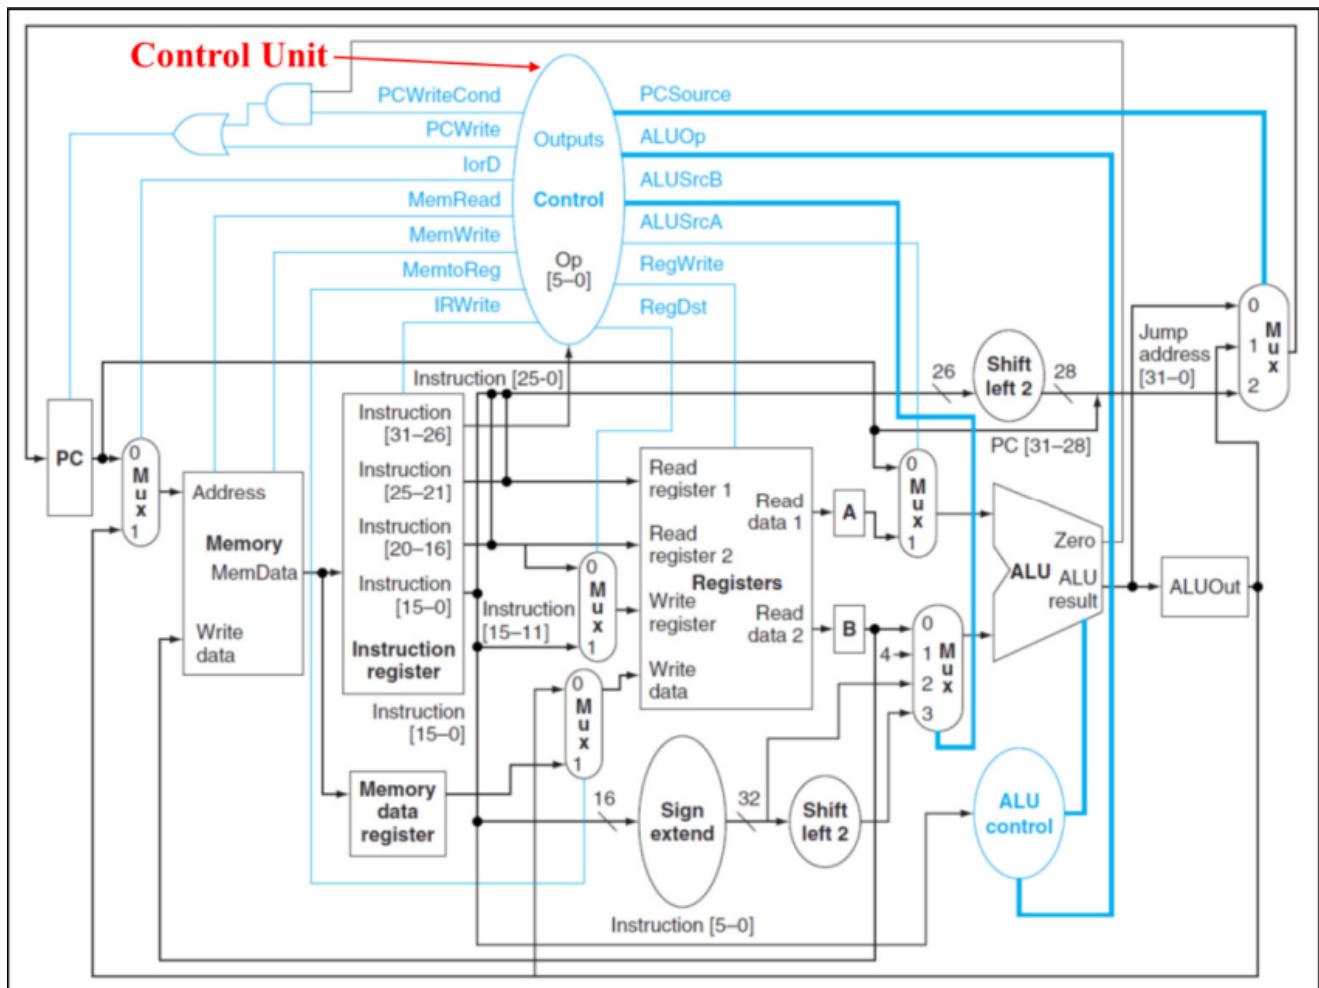 Control Unit
PCWriteCond
PCWrite
IorD
MemRead
MemWrite
MemtoReg
IRWrite
Outputs
Control
Op
[5–0]
PCSource
ALUOp
ALUSrcB
ALUSrcA
RegWrite
RegDst
PC
0
M
u
x
1
Address
Memory
MemData
Write
data
Instruction [25-0]
Instruction
[31–26]
Instruction
[25–21]
Instruction
[20–16]
Instruction
[15–0]
Instruction
register
Instruction
[15–0]
Memory
data
register
Instruction
[15–11]
0
M
u
x
1
0
M
u
x
1
Read
register 1
Read
register 2
Registers
Write
register
Write
data
Read
data 1
Read
data 2
A
B
16
Sign
extend
32
Shift
left 2
Instruction [5–0]
0
M
u
x
1
4
0
1
2
3
M
u
x
26
Shift
left 2
28
PC [31–28]
Jump
address
[31–0]
0
1
2
M
u
x
Zero
ALU
ALU
result
ALUOut
ALU
control